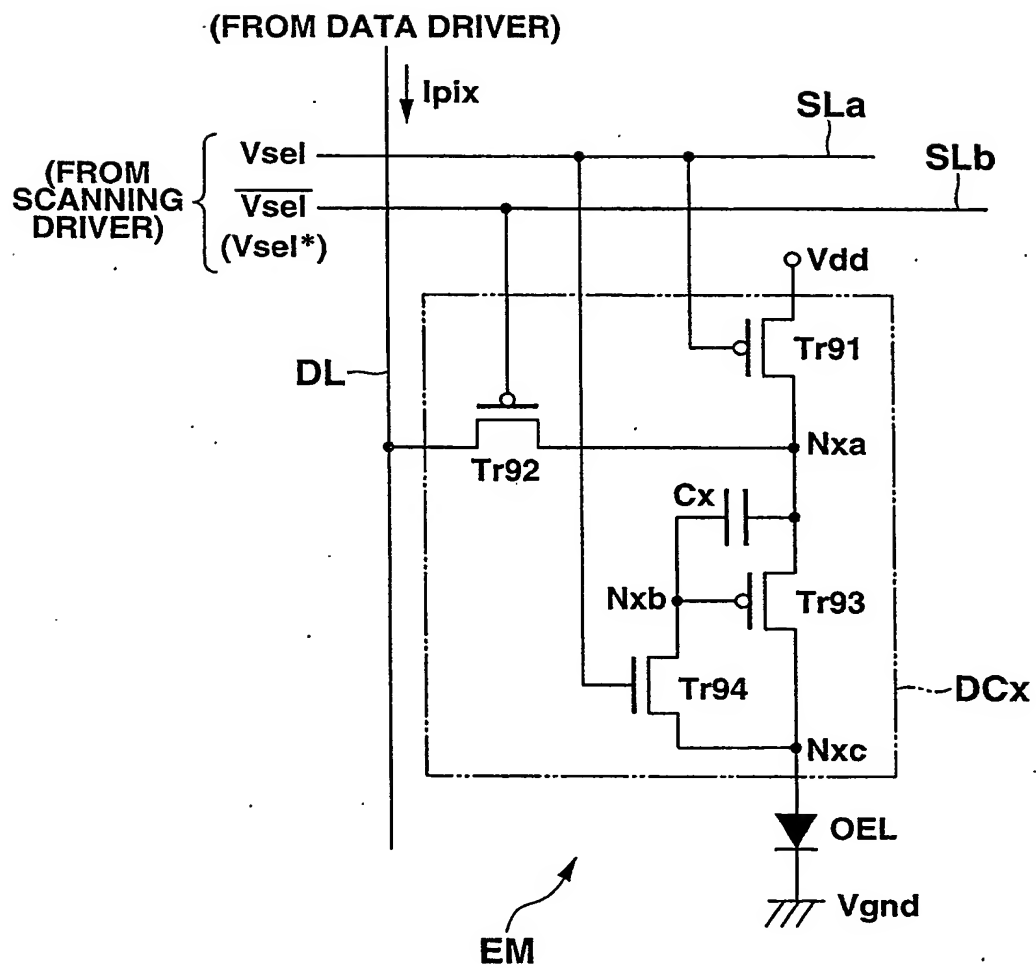 (FROM DATA DRIVER)
Ipix
SLa
Vsel
(FROM
SCANNING
DRIVER)
SLb
V̅s̅e̅l̅
(Vsel*)
Vdd
Tr91
DL
Nxa
Tr92
Cx
Nxb
Tr93
Tr94
DCx
Nxc
OEL
Vgnd
EM